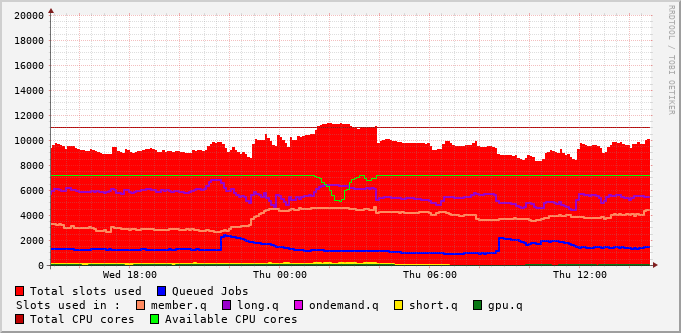 20000
18000
16000
14000
12000
10000
8000
6000
4000
2000
0
Wed 18:00 Thu 00:00 Thu 06:00 Thu 12:00
RRDTOOL / TOBI OETIKER
Total slots used Queued Jobs
Slots used in : member.q long.q ondemand.q short.q gpu.q
Total CPU cores Available CPU cores